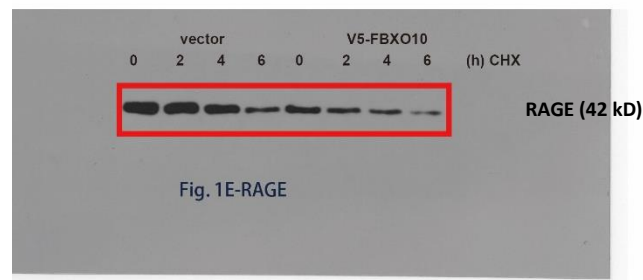 vector V5-FBXO10
0 2 4 6 0 2 4 6 (h) CHX
RAGE (42 kD)
Fig. 1E-RAGE